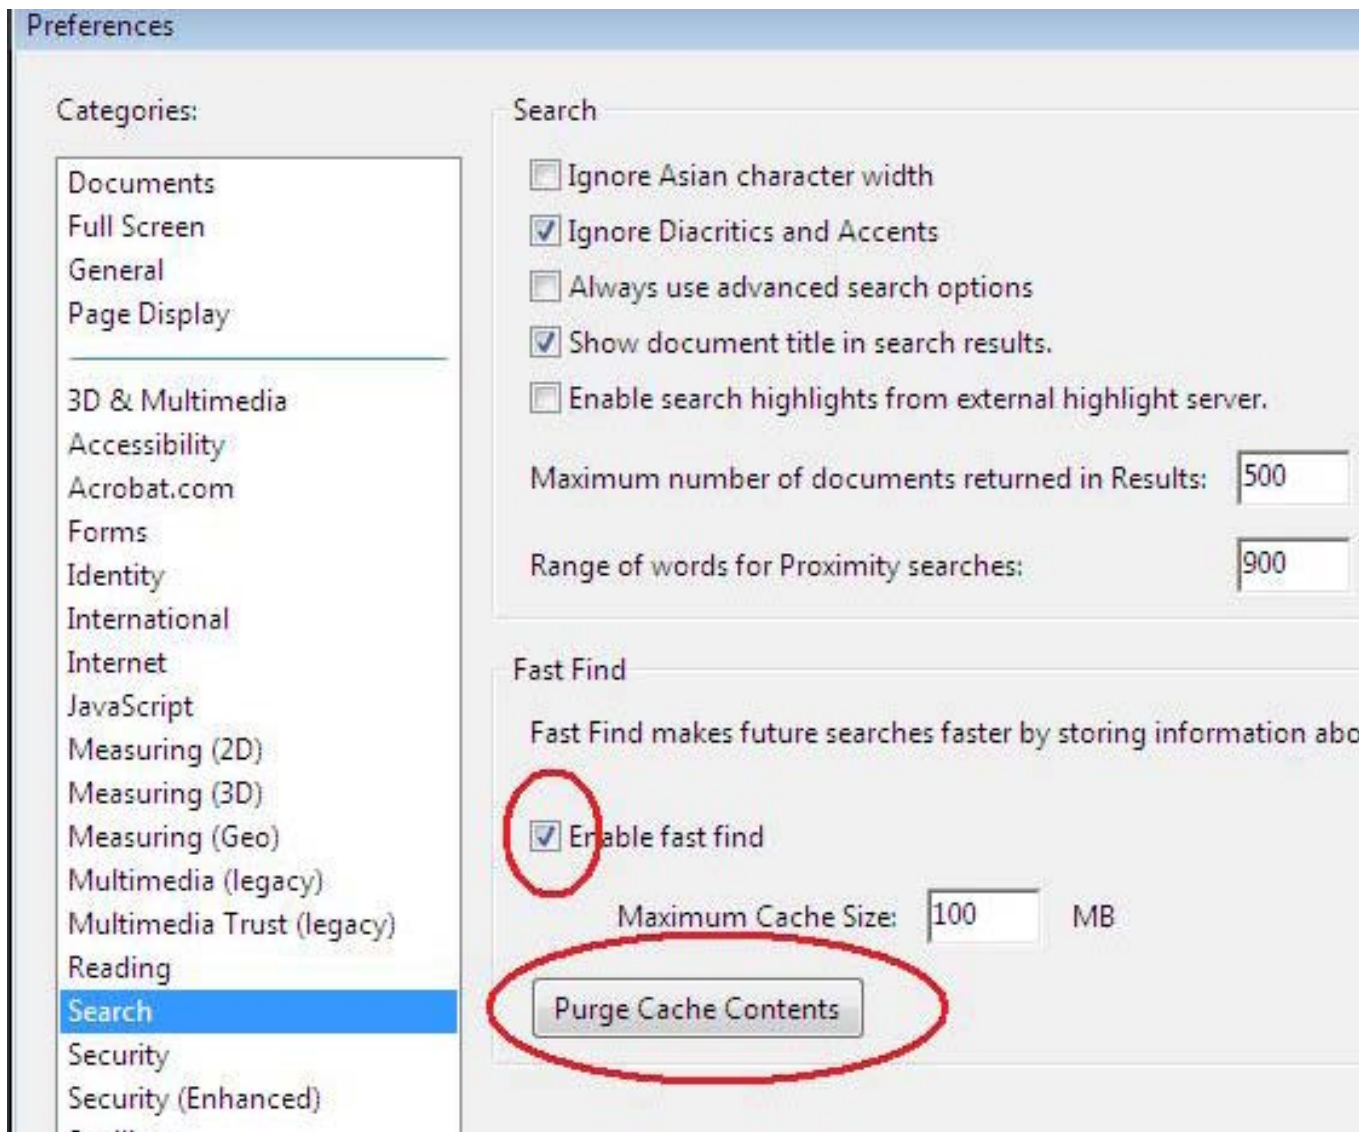 Preferences
Categories:
Documents
Full Screen
General
Page Display
3D & Multimedia
Accessibility
Acrobat.com
Forms
Identity
International
Internet
JavaScript
Measuring (2D)
Measuring (3D)
Measuring (Geo)
Multimedia (legacy)
Multimedia Trust (legacy)
Reading
Search
Security
Security (Enhanced)
Search
Ignore Asian character width
Ignore Diacritics and Accents
Always use advanced search options
Show document title in search results.
Enable search highlights from external highlight server.
Maximum number of documents returned in Results: 500
Range of words for Proximity searches: 900
Fast Find
Fast Find makes future searches faster by storing information abo
Enable fast find
Maximum Cache Size: 100 MB
Purge Cache Contents